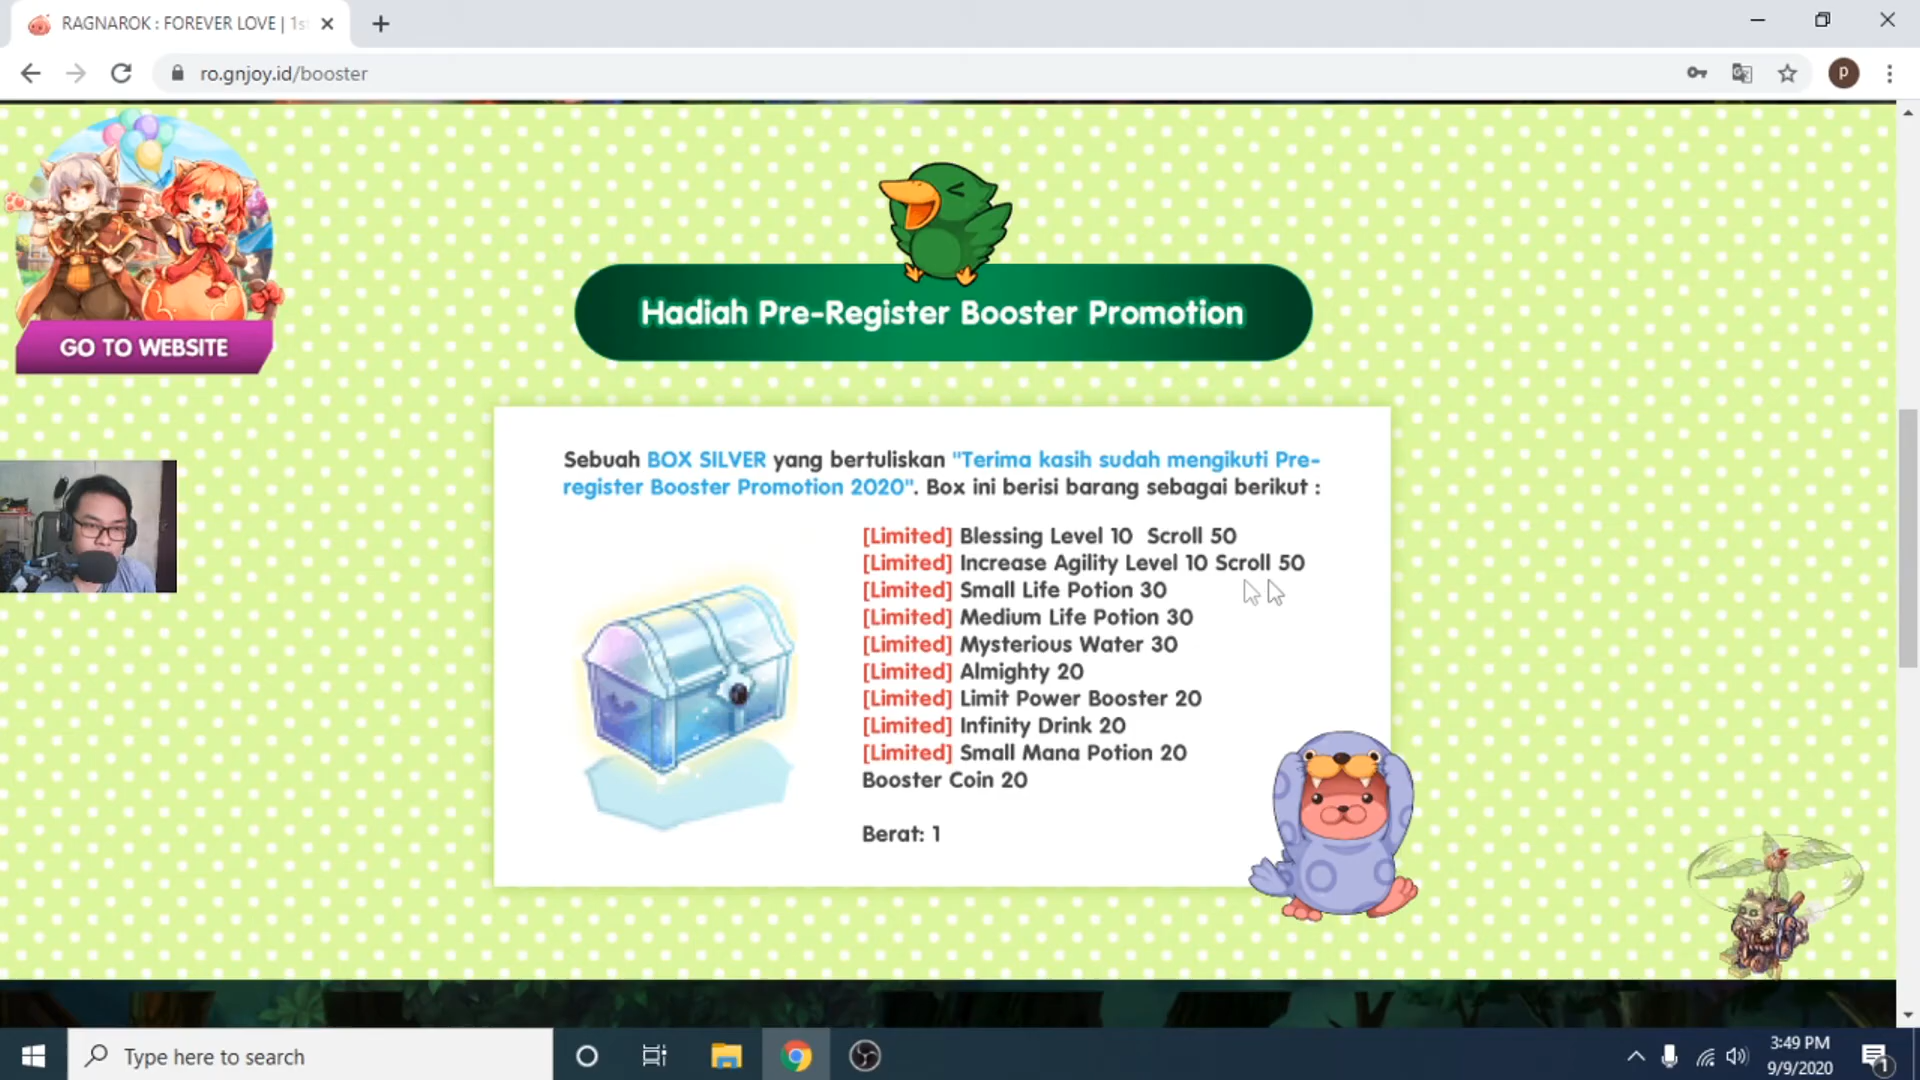 RAGNAROK : FOREVER LOVE | 1s
ro.gnjoy.id/booster
P
GO TO WEBSITE
Hadiah Pre-Register Booster Promotion
Sebuah BOX SILVER yang bertuliskan "Terima kasih sudah mengikuti Pre-
register Booster Promotion 2020". Box ini berisi barang sebagai berikut :
[Limited] Blessing Level 10 Scroll 50
[Limited] Increase Agility Level 10 Scroll 50
[Limited] Small Life Potion 30
[Limited] Medium Life Potion 30
[Limited] Mysterious Water 30
[Limited] Almighty 20
[Limited] Limit Power Booster 20
[Limited] Infinity Drink 20
[Limited] Small Mana Potion 20
Booster Coin 20
Berat: 1
Type here to search
3:49 PM
9/9/2020
1